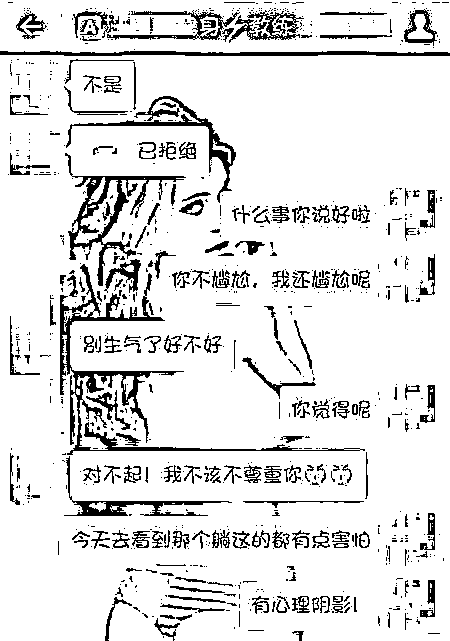 不是
已拒绝
什么事你说好啦
你不尴尬，我还尴尬呢
别生气了好不好
你觉得呢
对不起！我不该不尊重你
今天去看到那个躺这的都有点害怕
有心理阴影！